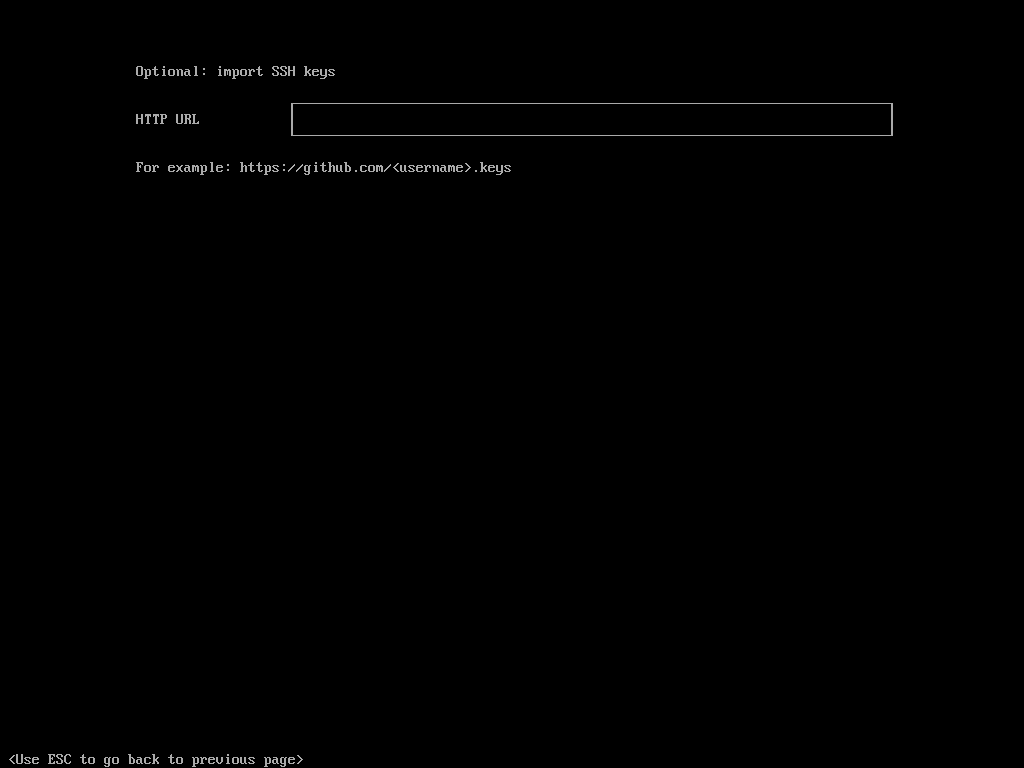 Optional: import SSH keys
HTTP URL
For example: https://github.com/<username>.keys
<Use ESC to go back to previous page>